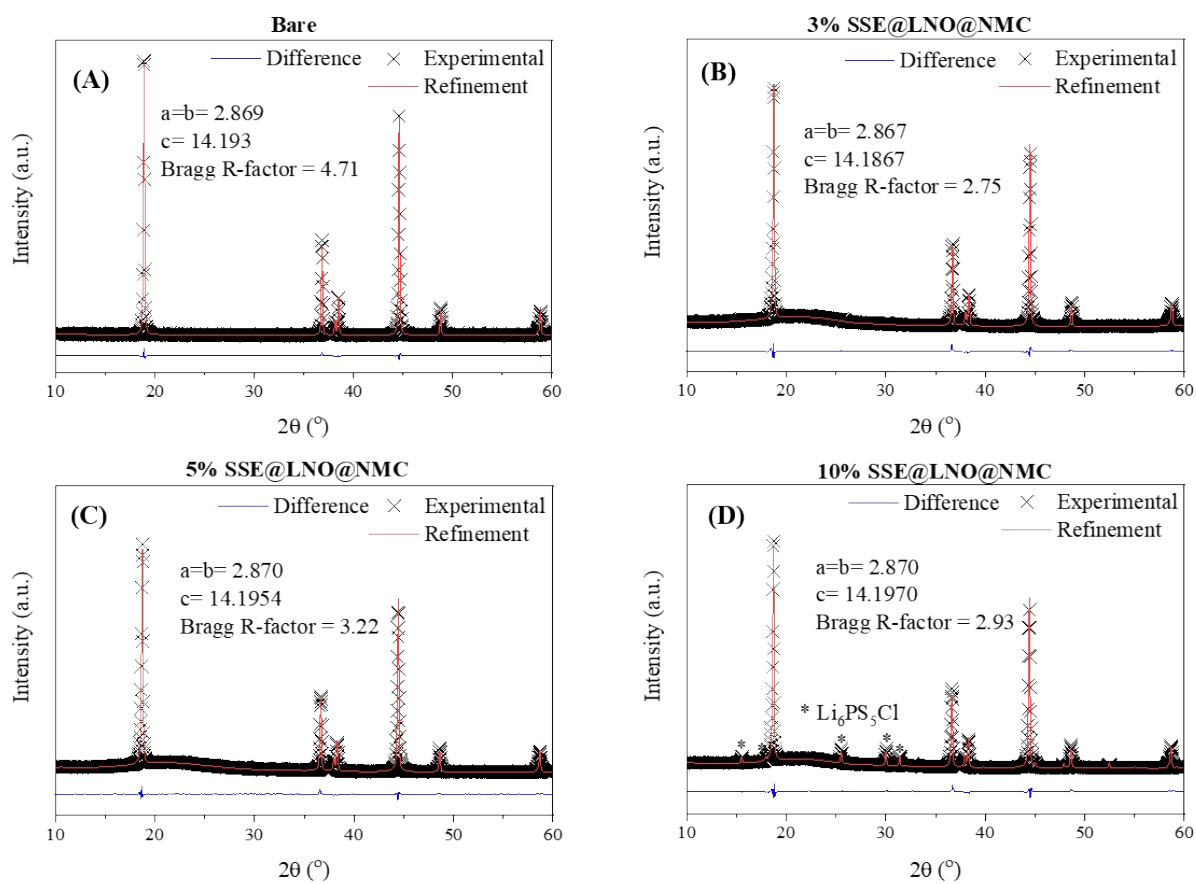 Bare
(A)
Difference × Experimental
Refinement
a=b= 2.869
c= 14.193
Bragg R-factor = 4.71
Intensity (a.u.)
10 20 30 40 50 60
2θ (°)
3% SSE@LNO@NMC
(B)
Difference × Experimental
Refinement
a=b= 2.867
c= 14.1867
Bragg R-factor = 2.75
Intensity (a.u.)
10 20 30 40 50 60
2θ (°)
5% SSE@LNO@NMC
(C)
Difference × Experimental
Refinement
a=b= 2.870
c= 14.1954
Bragg R-factor = 3.22
Intensity (a.u.)
10 20 30 40 50 60
2θ (°)
10% SSE@LNO@NMC
(D)
Difference × Experimental
Refinement
a=b= 2.870
c= 14.1970
Bragg R-factor = 2.93
* Li₆PS₅Cl
* * * * *
Intensity (a.u.)
10 20 30 40 50 60
2θ (°)